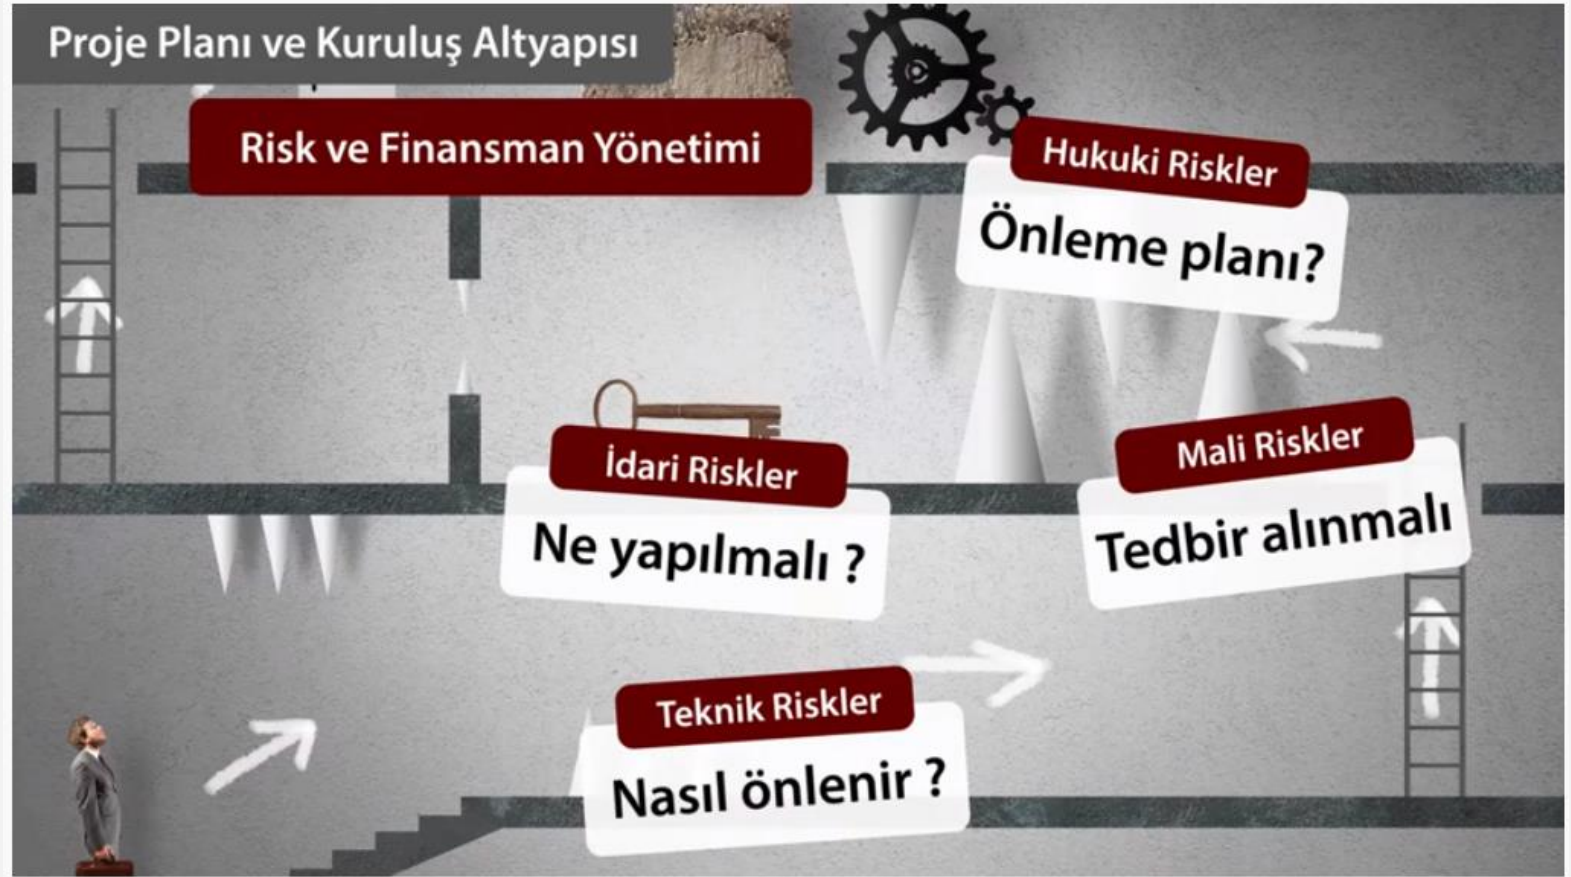 Proje Planı ve Kuruluş Altyapısı
Risk ve Finansman Yönetimi
Hukuki Riskler
Önleme planı?
İdari Riskler
Ne yapılmalı ?
Mali Riskler
Tedbir alınmalı
Teknik Riskler
Nasıl önlenir ?